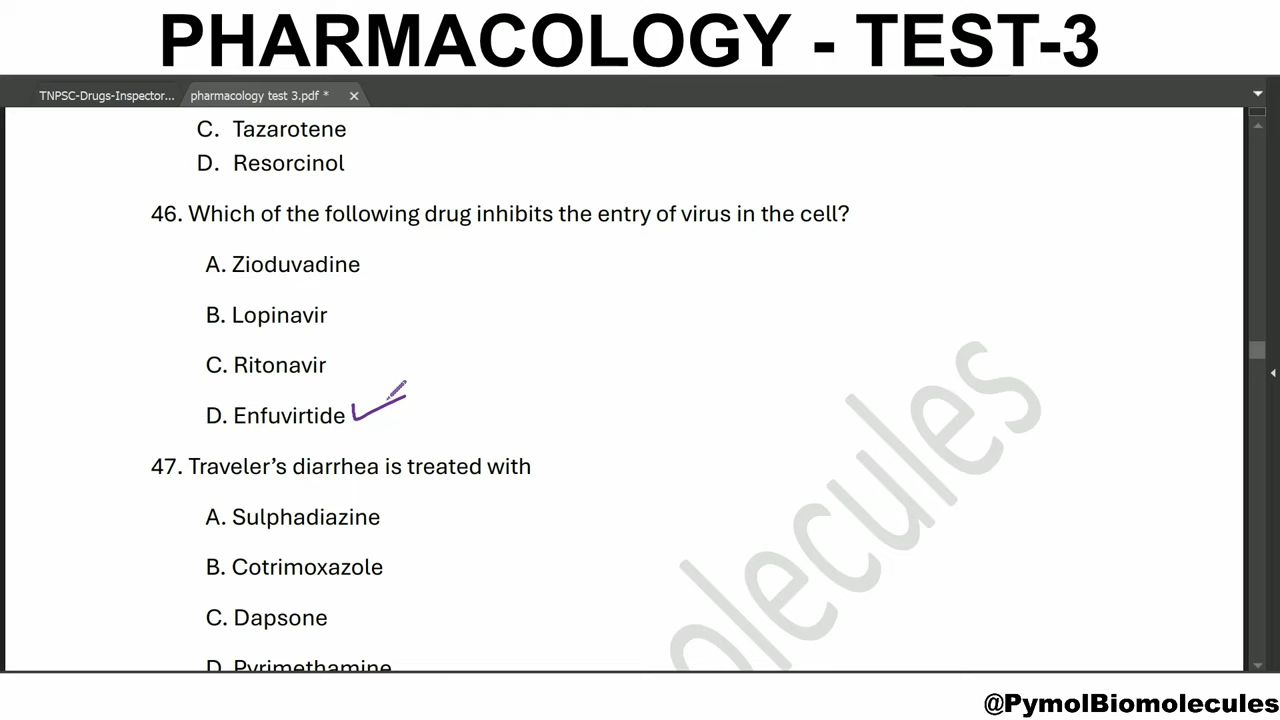 PHARMACOLOGY - TEST-3
TNPSC-Drugs-Inspector... pharmacology test 3.pdf *
C. Tazarotene
D. Resorcinol
46. Which of the following drug inhibits the entry of virus in the cell?
A. Zioduvadine
B. Lopinavir
C. Ritonavir
D. Enfuvirtide
47. Traveler’s diarrhea is treated with
A. Sulphadiazine
B. Cotrimoxazole
C. Dapsone
D. Pyrimethamine
olecules
@PymolBiomolecules